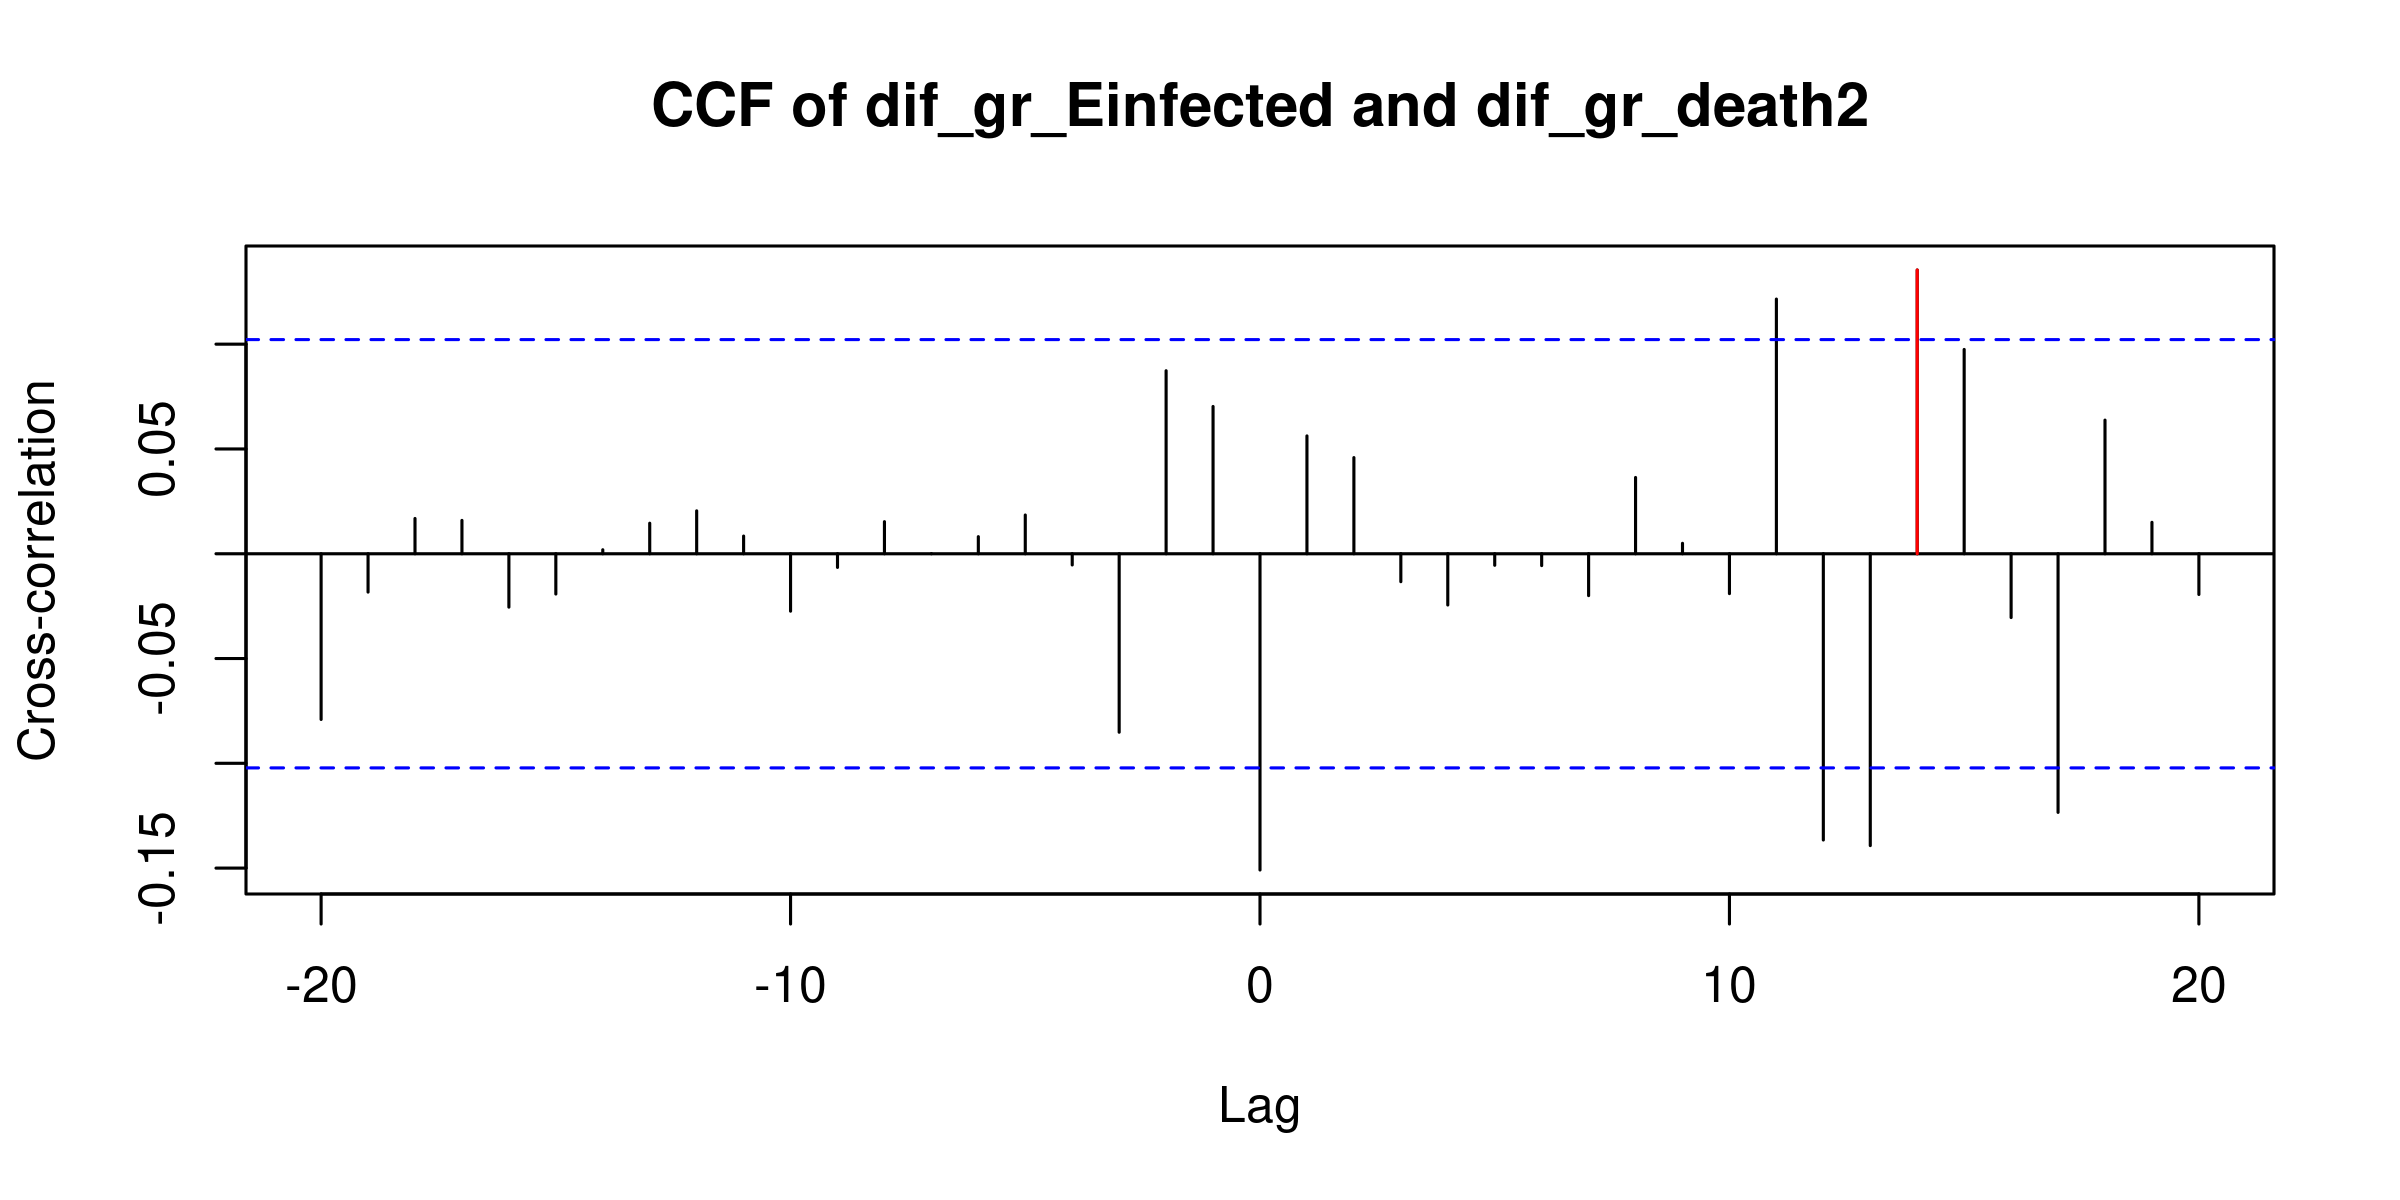 CCF of dif_gr_Einfected and dif_gr_death2
Cross-correlation
0.05
-0.05
-0.15
-20
-10
0
10
20
Lag